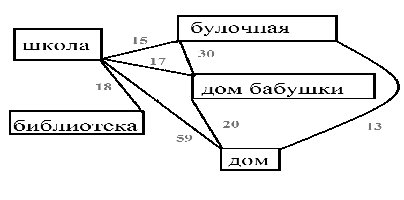 булочная
школа
15
30
17
дом бабушки
18
библиотека
20
59
13
дом